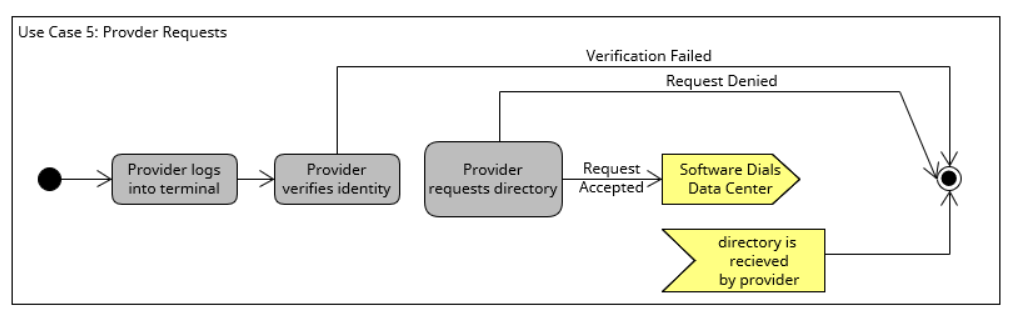 Use Case 5: Provder Requests
Verification Failed
Request Denied
Provider logs
into terminal
Provider
verifies identity
Provider
requests directory
Request
Accepted
Software Dials
Data Center
directory is
recieved
by provider